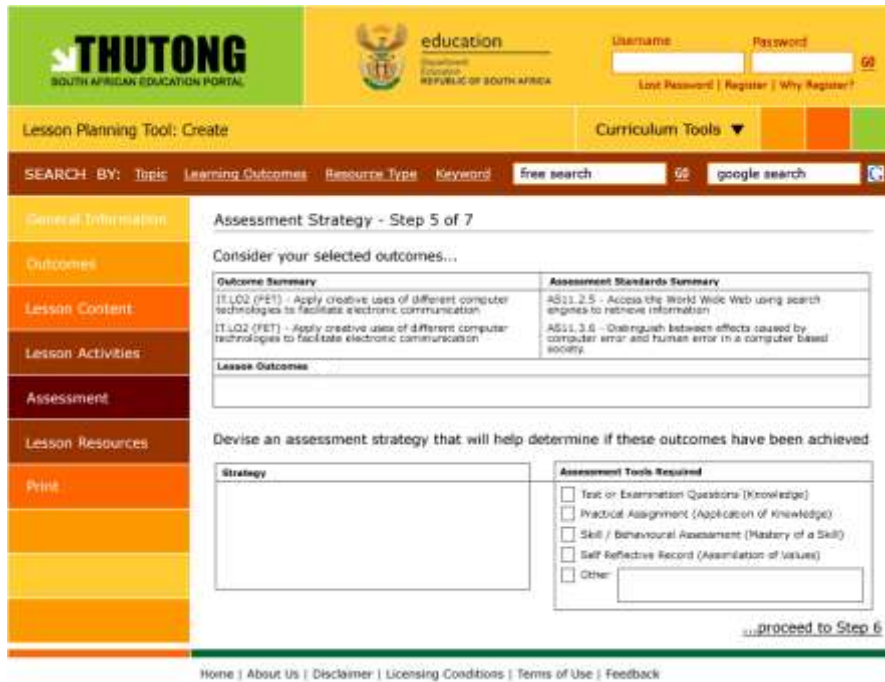 THUTONG
SOUTH AFRICAN EDUCATION PORTAL
education
Department
Education
REPUBLIC OF SOUTH AFRICA
Username
Password
GO
Lost Password | Register | Why Register?
Lesson Planning Tool: Create
Curriculum Tools ▼
SEARCH BY: Topic Learning Outcomes Resource Type Keyword
free search
GO
google search
G
General Information
Outcomes
Lesson Content
Lesson Activities
Assessment
Lesson Resources
Print
Assessment Strategy - Step 5 of 7
Consider your selected outcomes...
Outcome Summary
IT.LO2 (FET) - Apply creative uses of different computer
technologies to facilitate electronic communication
IT.LO2 (FET) - Apply creative uses of different computer
technologies to facilitate electronic communication
Assessment Standards Summary
AS11.2.5 - Access the World Wide Web using search
engines to retrieve information
AS11.3.6 - Distinguish between effects caused by
computer error and human error in a computer based
society.
Lesson Outcomes
Devise an assessment strategy that will help determine if these outcomes have been achieved
Strategy
Assessment Tools Required
Test or Examination Questions (Knowledge)
Practical Assignment (Application of Knowledge)
Skill / Behavioural Assessment (Mastery of a Skill)
Self Reflective Record (Assimilation of Values)
Other
...proceed to Step 6
Home | About Us | Disclaimer | Licensing Conditions | Terms of Use | Feedback